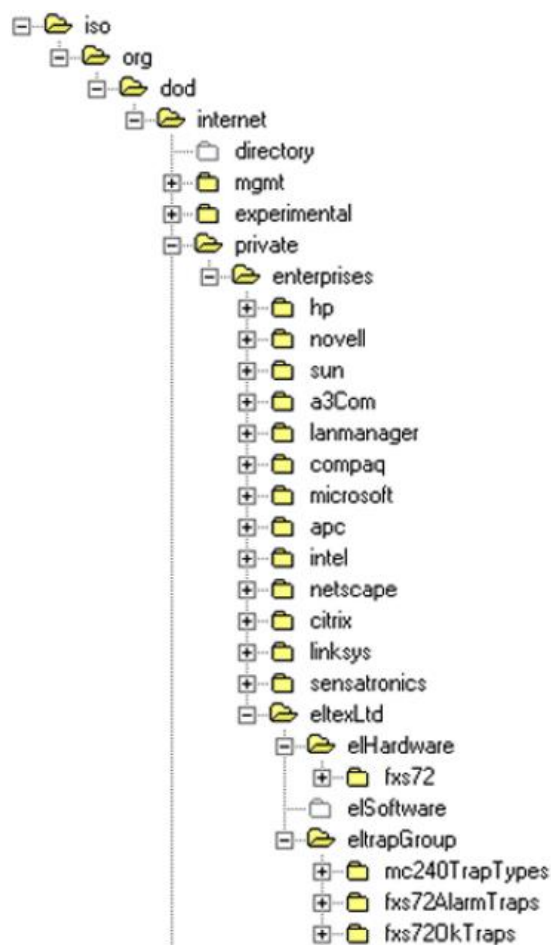 iso
org
dod
internet
directory
mgmt
experimental
private
enterprises
hp
novell
sun
a3Com
lanmanager
compaq
microsoft
apc
intel
netscape
citrix
linksys
sensatronics
eltexLtd
elHardware
fxs72
elSoftware
eltrapGroup
mc240TrapTypes
fxs72AlarmTraps
fxs72OkTraps